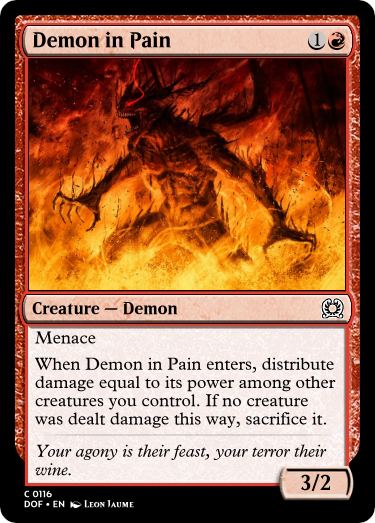 Demon in Pain
1
Creature — Demon
Menace
When Demon in Pain enters, distribute
damage equal to its power among other
creatures you control. If no creature
was dealt damage this way, sacrifice it.
Your agony is their feast, your terror their
wine.
3/2
C 0116
DOF • EN Leon Jaume